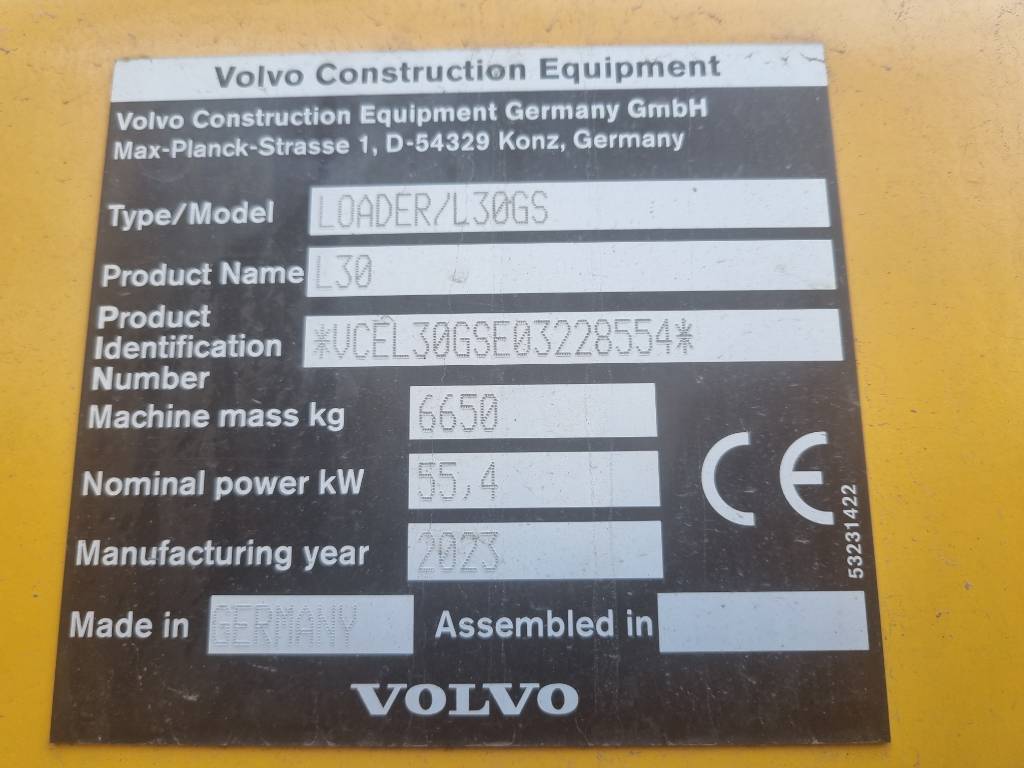 Volvo Construction Equipment
Volvo Construction Equipment Germany GmbH
Max-Planck-Strasse 1, D-54329 Konz, Germany
Type/Model LOADER/L30GS
Product Name L30
Product
Identification
Number *VCEL30GSE03228554*
Machine mass kg 6650
Nominal power kW 55,4
Manufacturing year 2023
CE
53231422
Made in GERMANY Assembled in
VOLVO